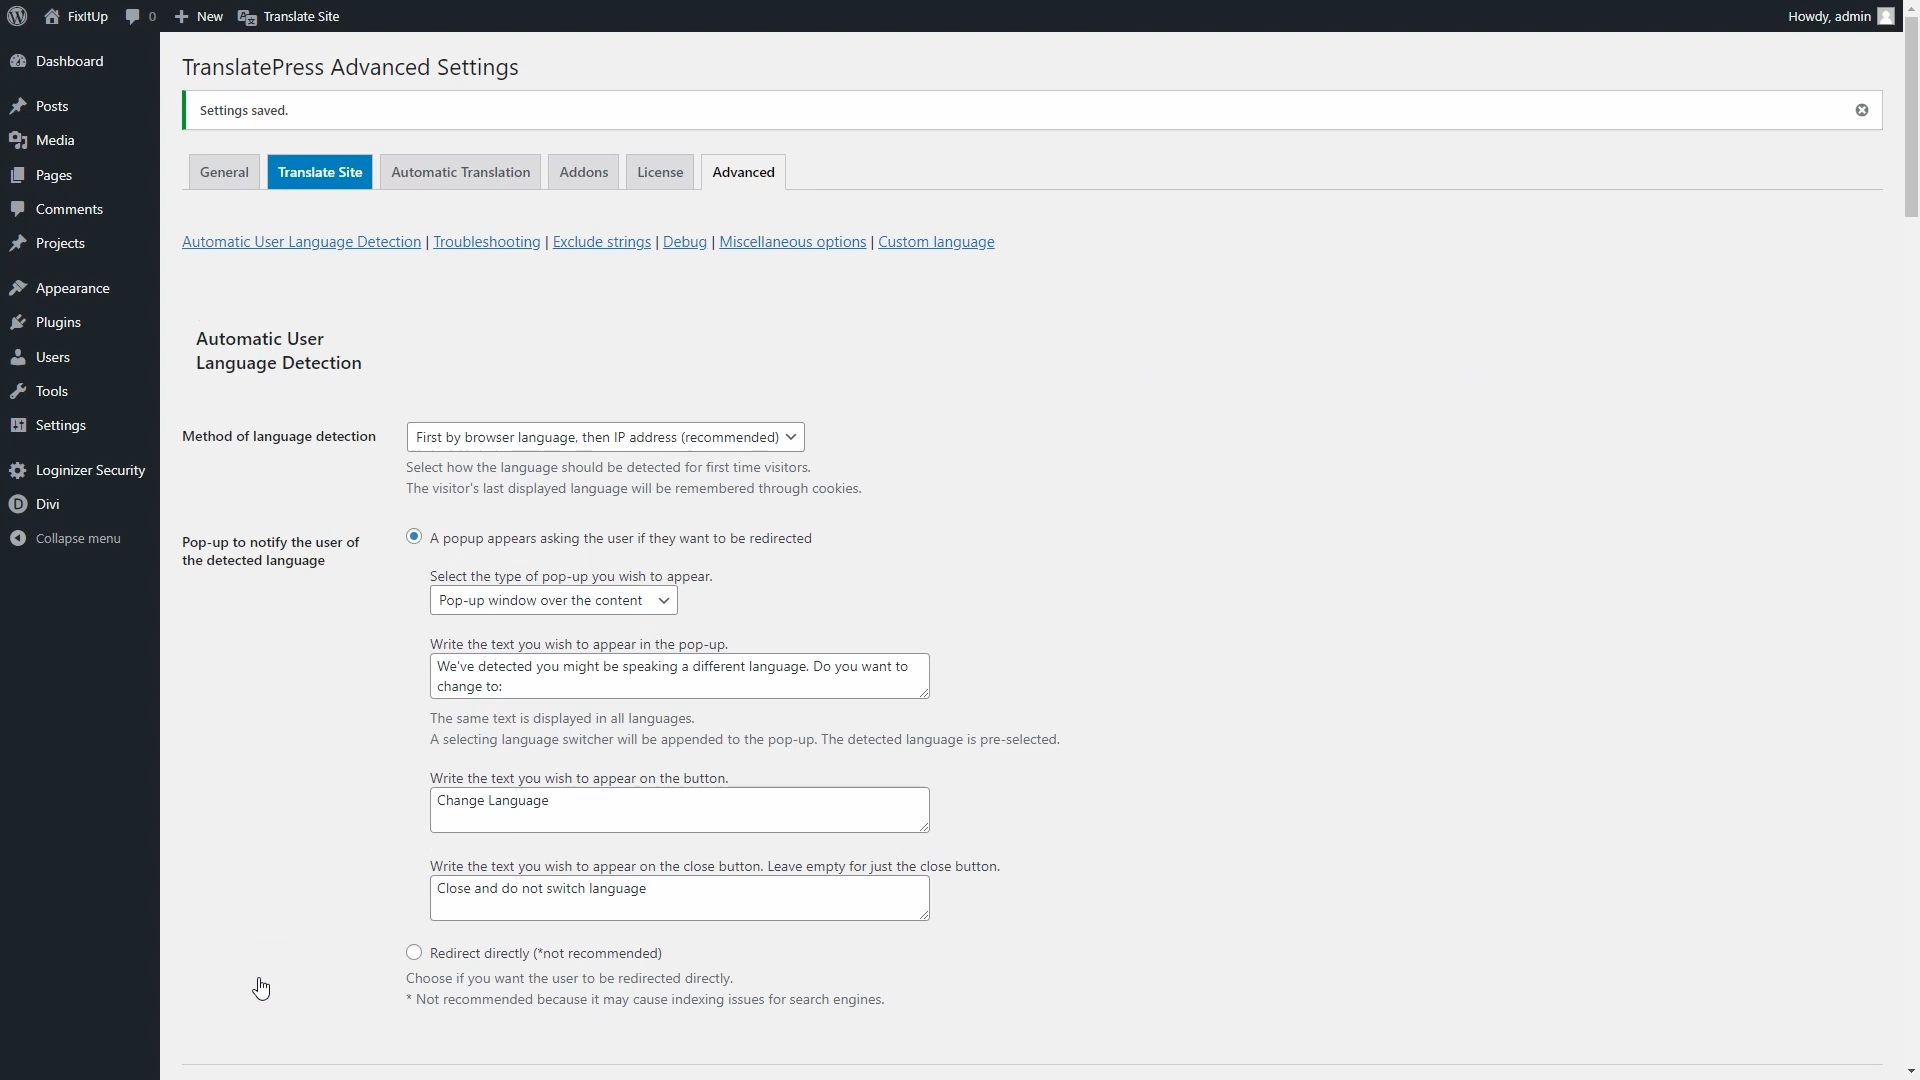 FixItUp
0
New
Translate Site
Howdy, admin
Dashboard
Posts
Media
Pages
Comments
Projects
Appearance
Plugins
Users
Tools
Settings
Loginizer Security
D
Divi
Collapse menu
TranslatePress Advanced Settings
Settings saved.
General
Translate Site
Automatic Translation
Addons
License
Advanced
Automatic User Language Detection | Troubleshooting | Exclude strings | Debug | Miscellaneous options | Custom language
Automatic User
Language Detection
Method of language detection
First by browser language, then IP address (recommended)
Select how the language should be detected for first time visitors.
The visitor's last displayed language will be remembered through cookies.
Pop-up to notify the user of
the detected language
A popup appears asking the user if they want to be redirected
Select the type of pop-up you wish to appear.
Pop-up window over the content
Write the text you wish to appear in the pop-up.
We've detected you might be speaking a different language. Do you want to
change to:
The same text is displayed in all languages.
A selecting language switcher will be appended to the pop-up. The detected language is pre-selected.
Write the text you wish to appear on the button.
Change Language
Write the text you wish to appear on the close button. Leave empty for just the close button.
Close and do not switch language
Redirect directly (*not recommended)
Choose if you want the user to be redirected directly.
* Not recommended because it may cause indexing issues for search engines.